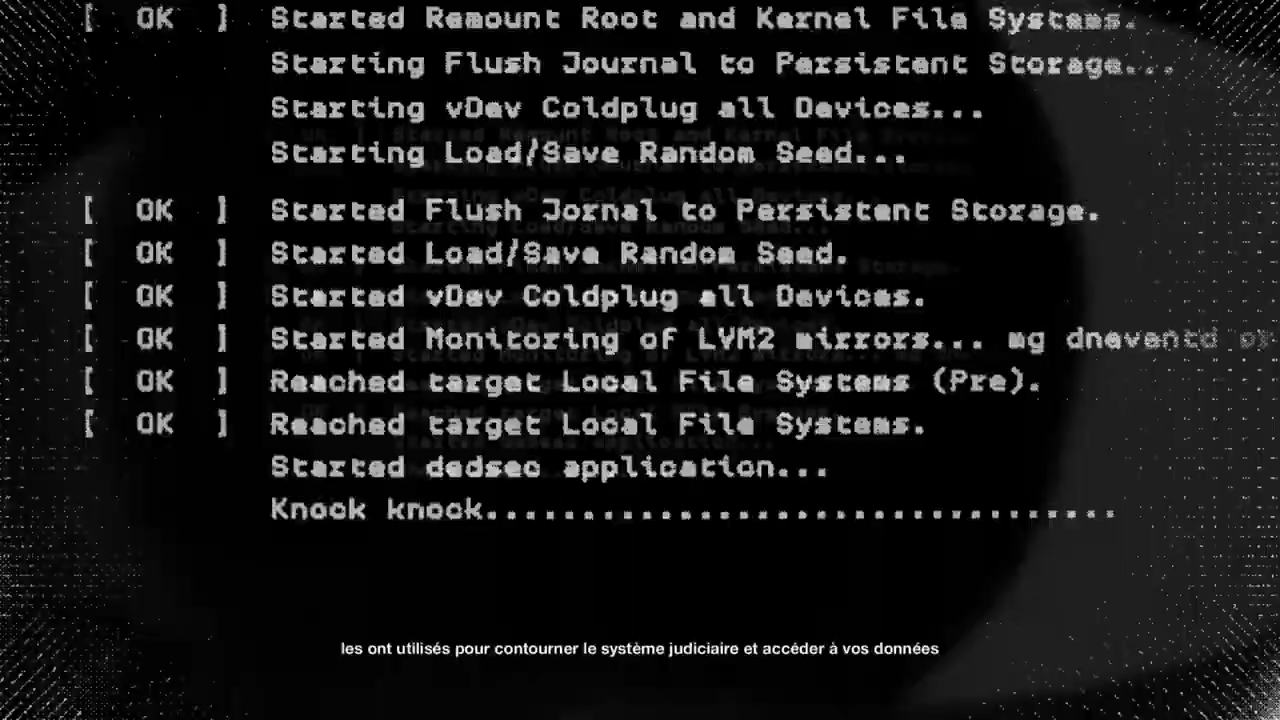 [ OK ] Started Remount Root and Kernel File Systems.
Starting Flush Journal to Persistent Storage...
Starting vDev Coldplug all Devices...
Starting Load/Save Random Seed...
[ OK ] Started Flush Jornal to Persistent Storage.
[ OK ] Started Load/Save Random Seed.
[ OK ] Started vDev Coldplug all Devices.
[ OK ] Started Monitoring of LVM2 mirrors... mg dneventd
[ OK ] Reached target Local File Systems (Pre).
[ OK ] Reached target Local File Systems.
Started dedsec application...
Knock knock.................................
les ont utilisés pour contourner le système judiciaire et accéder à vos données